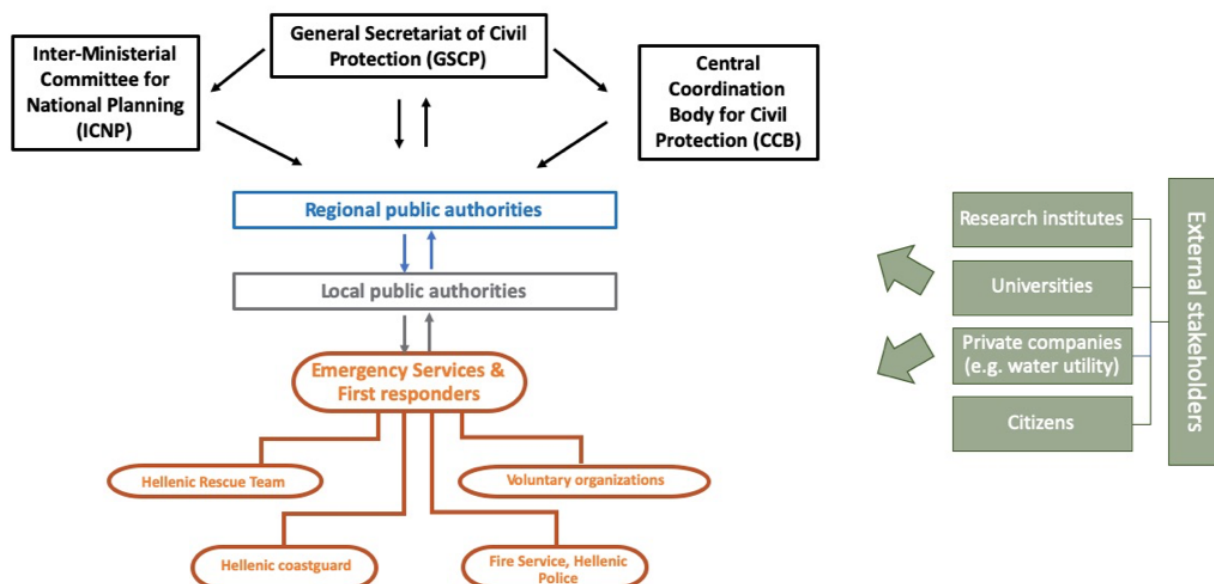 General Secretariat of Civil
Protection (GSCP)
Inter-Ministerial
Committee for
National Planning
(ICNP)
Central
Coordination
Body for Civil
Protection (CCB)
Regional public authorities
Local public authorities
Emergency Services &
First responders
Hellenic Rescue Team
Voluntary organizations
Hellenic coastguard
Fire Service, Hellenic
Police
Research institutes
Universities
Private companies
(e.g. water utility)
Citizens
External stakeholders